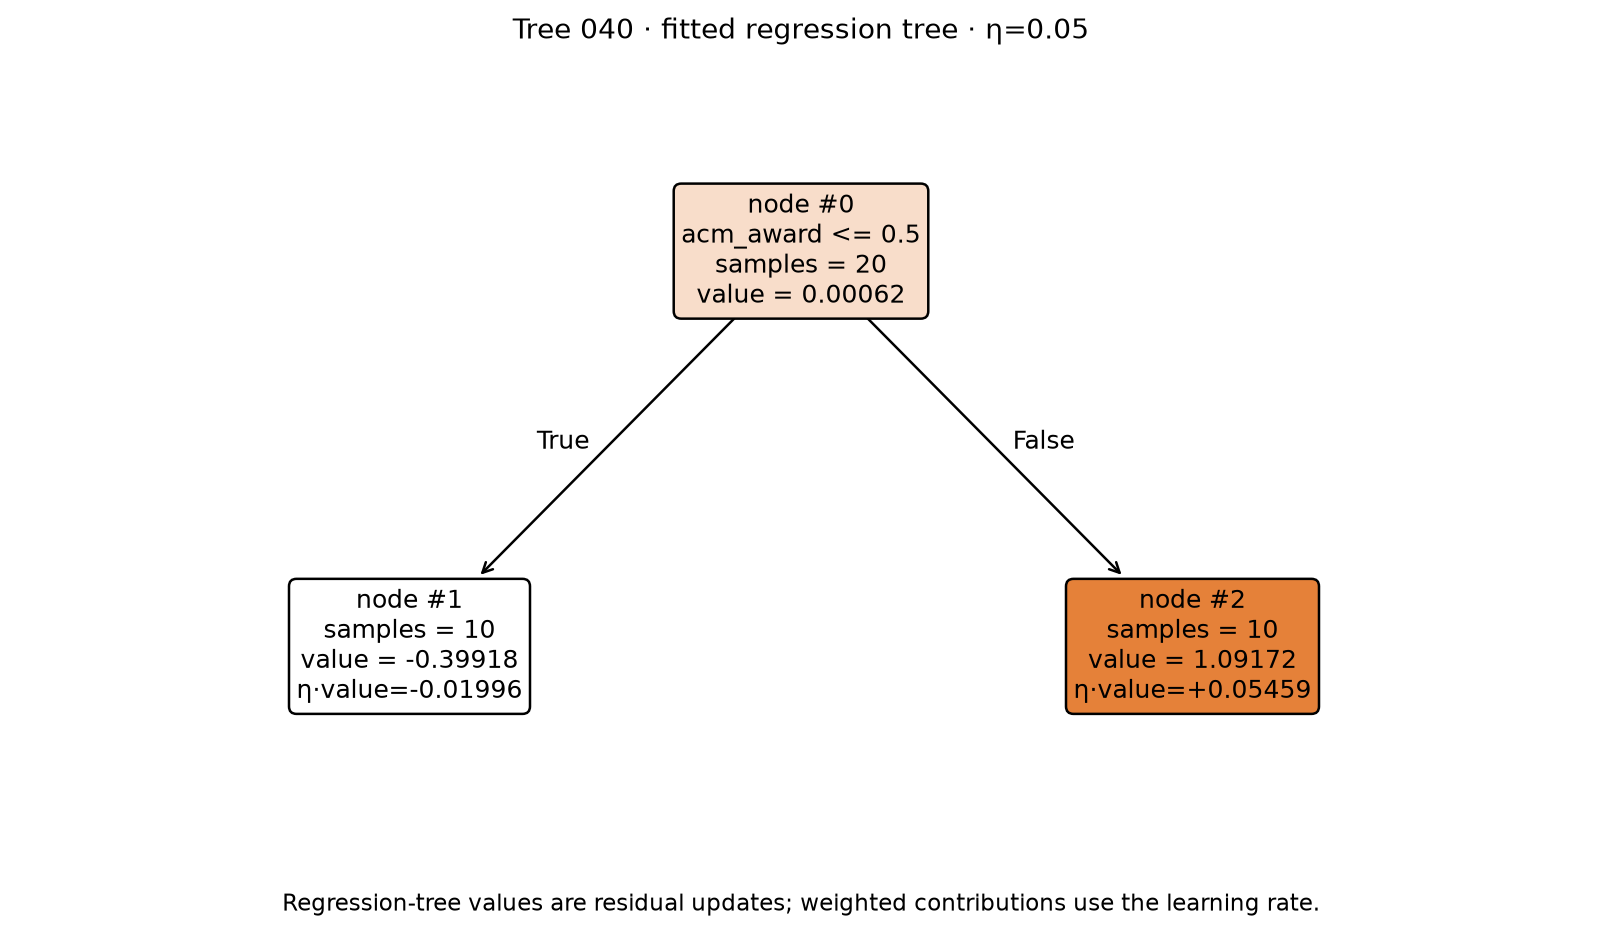 Tree 040 · fitted regression tree · η=0.05
node #0
acm_award <= 0.5
samples = 20
value = 0.00062
True
False
node #1
samples = 10
value = -0.39918
η·value=-0.01996
node #2
samples = 10
value = 1.09172
η·value=+0.05459
Regression-tree values are residual updates; weighted contributions use the learning rate.